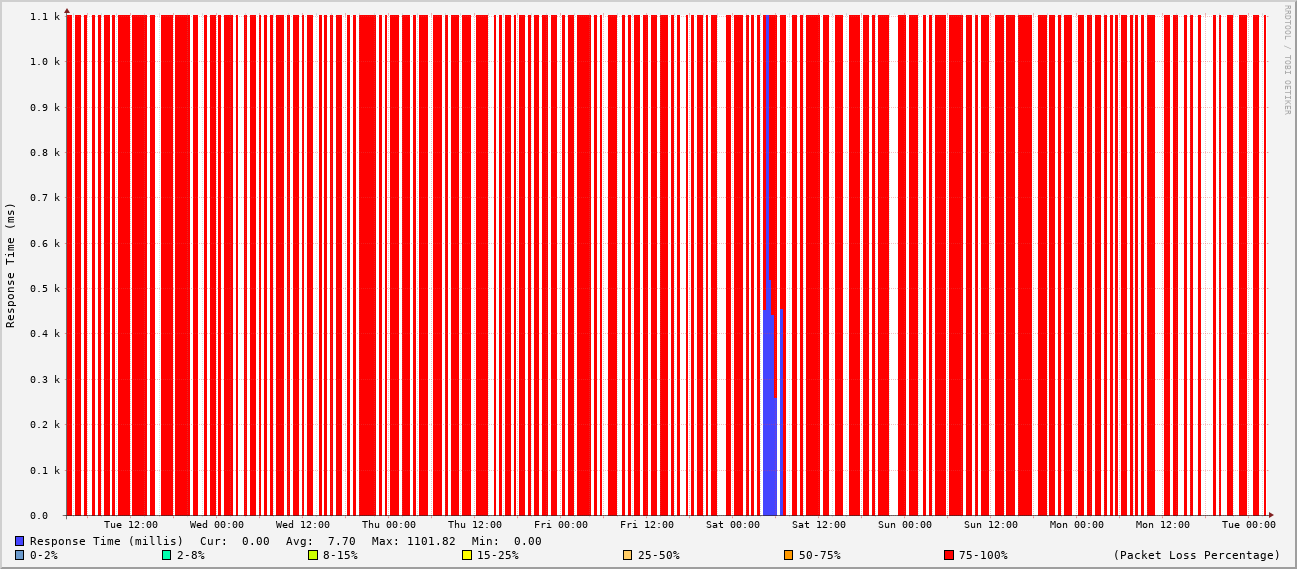 1.1 k
1.0 k
0.9 k
0.8 k
0.7 k
0.6 k
0.5 k
0.4 k
0.3 k
0.2 k
0.1 k
0.0
Response Time (ms)
RRDTOOL / TOBI OETIKER
Tue 12:00 Wed 00:00 Wed 12:00 Thu 00:00 Thu 12:00 Fri 00:00 Fri 12:00 Sat 00:00 Sat 12:00 Sun 00:00 Sun 12:00 Mon 00:00 Mon 12:00 Tue 00:00
Response Time (millis) Cur: 0.00 Avg: 7.70 Max: 1101.82 Min: 0.00
0-2% 2-8% 8-15% 15-25% 25-50% 50-75% 75-100% (Packet Loss Percentage)